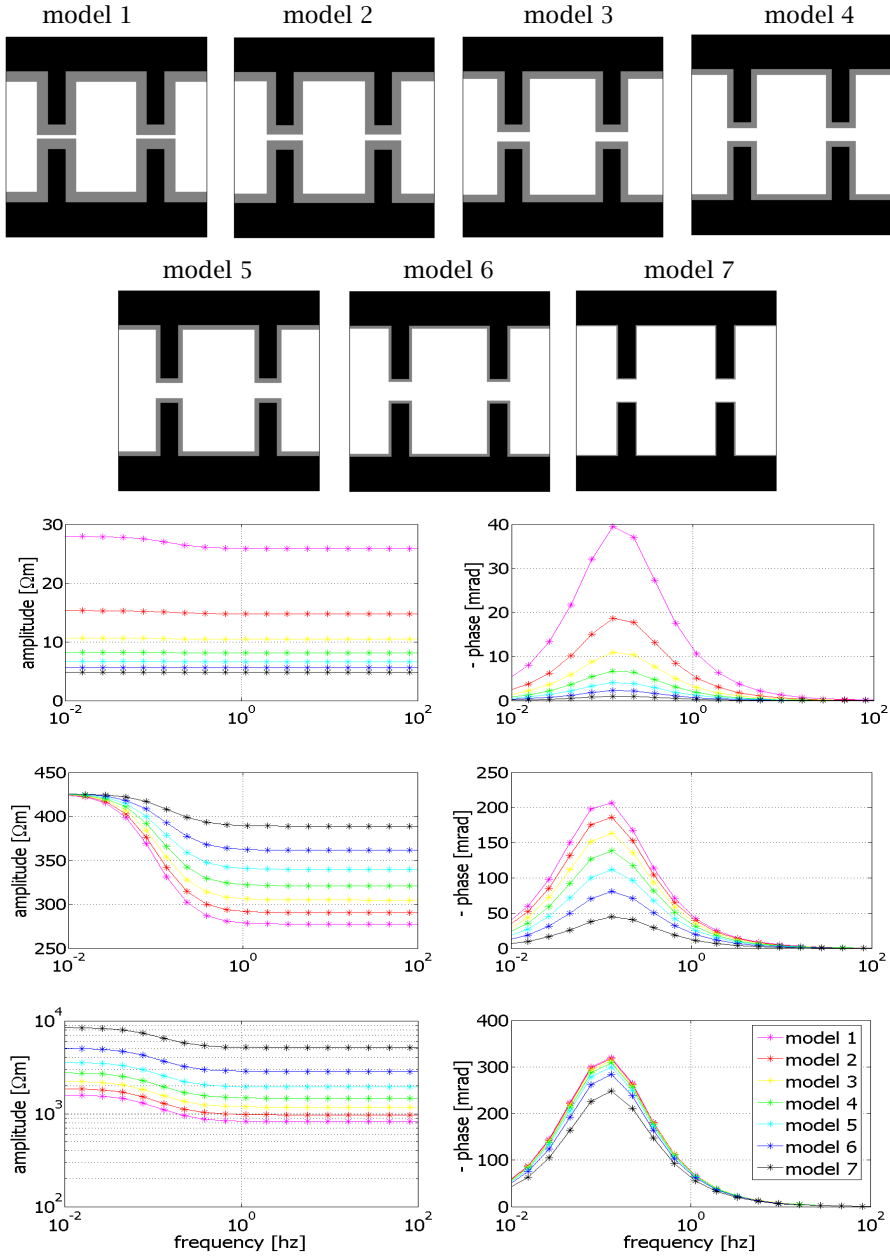 model 1 model 2 model 3 model 4
model 5 model 6 model 7
30
20
10
0
amplitude [Ωm]
10^-2 10^0 10^2
40
30
20
10
0
- phase [mrad]
10^-2 10^0 10^2
450
400
350
300
250
amplitude [Ωm]
10^-2 10^0 10^2
250
200
150
100
50
0
- phase [mrad]
10^-2 10^0 10^2
10^4
10^3
10^2
amplitude [Ωm]
10^-2 10^0 10^2
frequency [hz]
400
300
200
100
0
- phase [mrad]
model 1
model 2
model 3
model 4
model 5
model 6
model 7
10^-2 10^0 10^2
frequency [hz]